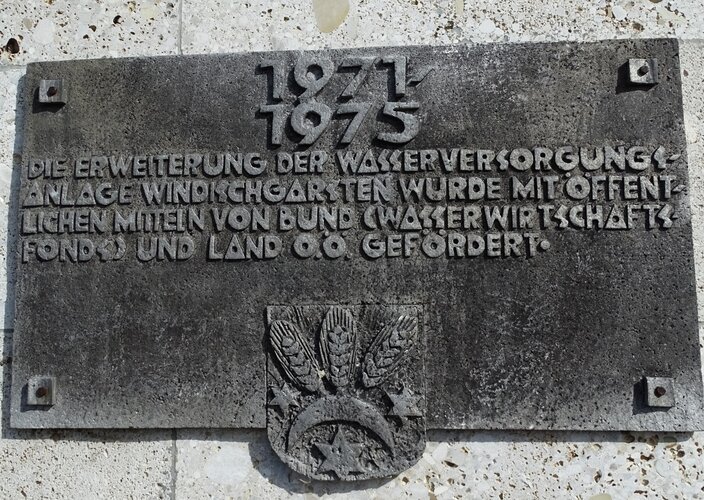 1971-
1975
DIE ERWEITERUNG DER WASSERVERSORGUNGS-
ANLAGE WINDISCHGARSTEN WURDE MIT ÖFFENT-
LICHEN MITTELN VON BUND (WASSERWIRTSCHAFTS-
FONDS) UND LAND O.Ö. GEFÖRDERT.